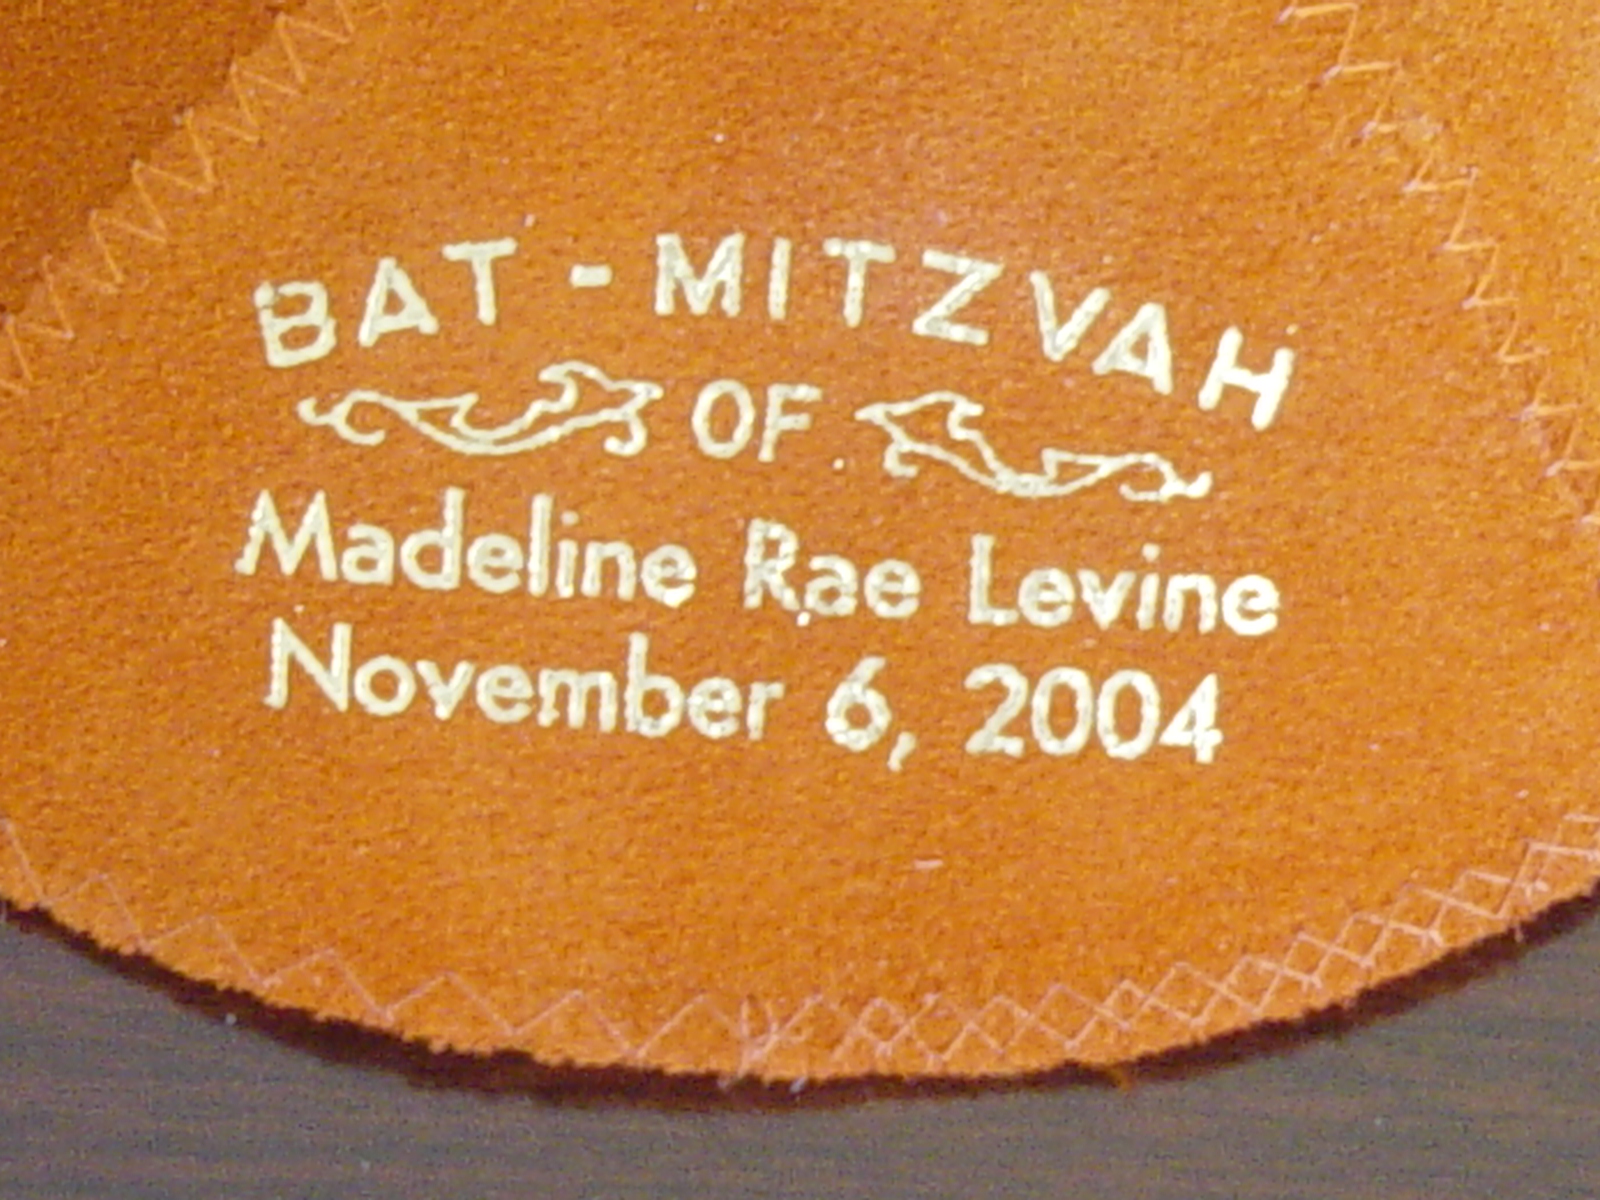 BAT-MITZVAH
OF
Madeline Rae Levine
November 6, 2004